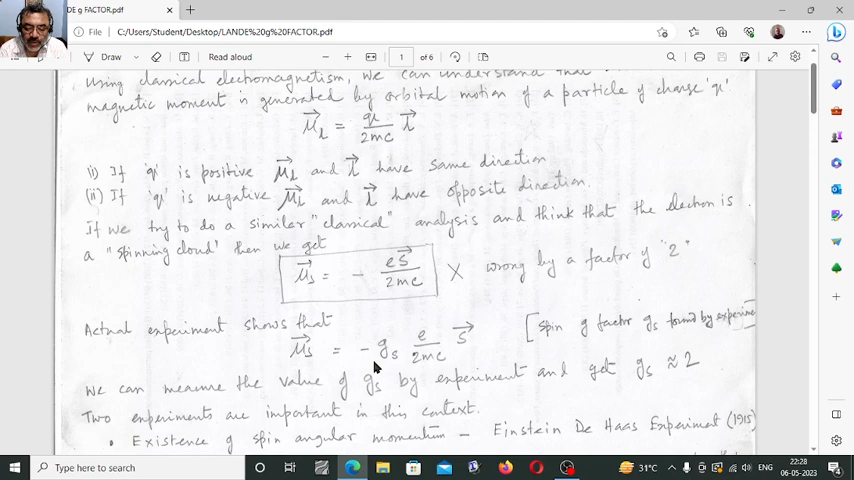 LANDE g FACTOR.pdf
File C:/Users/Student/Desktop/LANDE%20g%20FACTOR.pdf
Draw Read aloud 1 of 6
Using classical electromagnetism, we can understand that
magnetic moment is generated by orbital motion of a particle of charge 'q'.
μ⃗l = q/2mc l⃗
(i) If 'q' is positive μ⃗l and l⃗ have same direction
(ii) If 'q' is negative μ⃗l and l⃗ have opposite direction.
If we try to do a similar "classical" analysis and think that the electron is
a "spinning cloud" then we get
μ⃗s = - eS⃗/2mc X wrong by a factor of "2"
Actual experiment shows that
μ⃗s = - gs e/2mc S⃗ [spin g factor gs found by experime
We can measure the value of gs by experiment and get gs ≈ 2
Two experiments are important in this context.
• Existence of spin angular momentum - Einstein De Haas Experiment (1915)
Type here to search 31°C ENG 22:28
06-05-2023